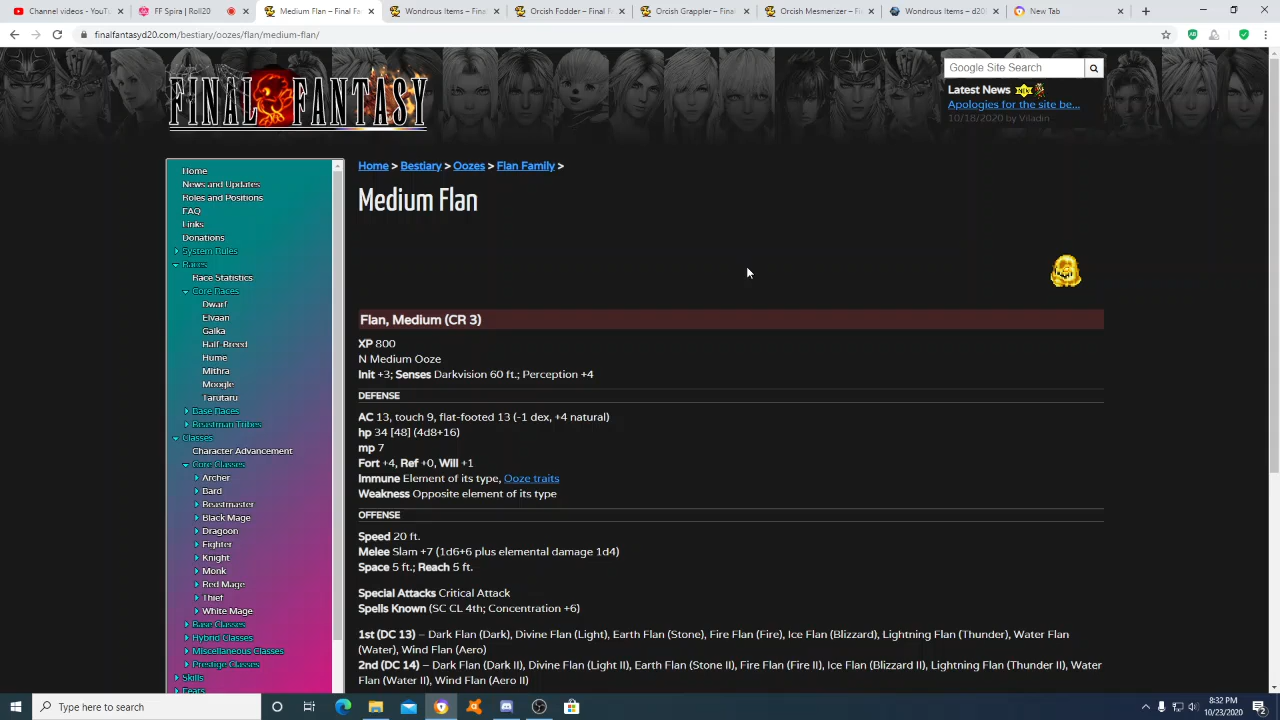 Current Videos - YouTube
FF Spira | Roll20
Medium Flan – Final Fa
Wondrous Items – Final
Orcish Fodder – Final F
Orcish Grappler – Final
Orcish Mesmerizer – Fi
Wondrous Items – d20
New Tab
finalfantasyd20.com/bestiary/oozes/flan/medium-flan/
FINAL FANTASY
Google Site Search
Latest News
Apologies for the site be...
10/18/2020 by Viladin
Home
News and Updates
Roles and Positions
FAQ
Links
Donations
System Rules
Races
Race Statistics
Core Races
Dwarf
Elvaan
Galka
Half-Breed
Hume
Mithra
Moogle
Tarutaru
Base Races
Beastman Tribes
Classes
Character Advancement
Core Classes
Archer
Bard
Beastmaster
Black Mage
Dragoon
Fighter
Knight
Monk
Red Mage
Thief
White Mage
Base Classes
Hybrid Classes
Miscellaneous Classes
Prestige Classes
Skills
Feats
Home > Bestiary > Oozes > Flan Family >
Medium Flan
Flan, Medium (CR 3)
XP 800
N Medium Ooze
Init +3; Senses Darkvision 60 ft.; Perception +4
DEFENSE
AC 13, touch 9, flat-footed 13 (-1 dex, +4 natural)
hp 34 [48] (4d8+16)
mp 7
Fort +4, Ref +0, Will +1
Immune Element of its type, Ooze traits
Weakness Opposite element of its type
OFFENSE
Speed 20 ft.
Melee Slam +7 (1d6+6 plus elemental damage 1d4)
Space 5 ft.; Reach 5 ft.
Special Attacks Critical Attack
Spells Known (SC CL 4th; Concentration +6)
1st (DC 13) – Dark Flan (Dark), Divine Flan (Light), Earth Flan (Stone), Fire Flan (Fire), Ice Flan (Blizzard), Lightning Flan (Thunder), Water Flan
(Water), Wind Flan (Aero)
2nd (DC 14) – Dark Flan (Dark II), Divine Flan (Light II), Earth Flan (Stone II), Fire Flan (Fire II), Ice Flan (Blizzard II), Lightning Flan (Thunder II), Water
Flan (Water II), Wind Flan (Aero II)
Type here to search
8:32 PM
10/23/2020
2